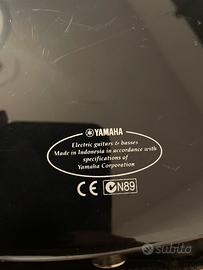 YAMAHA
Electric guitars & basses
Made in Indonesia in accordance with
specifications of
Yamaha Corporation
CE N89
subito